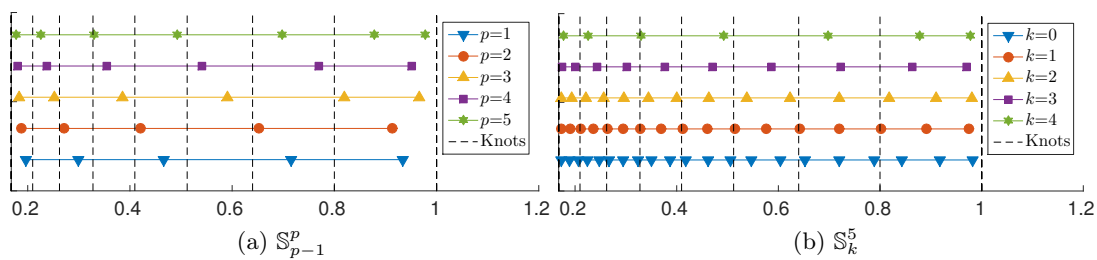 p=1
p=2
p=3
p=4
p=5
Knots
0.2 0.4 0.6 0.8 1 1.2
(a) 𝕊^p_{p−1}
k=0
k=1
k=2
k=3
k=4
Knots
0.2 0.4 0.6 0.8 1 1.2
(b) 𝕊^5_k